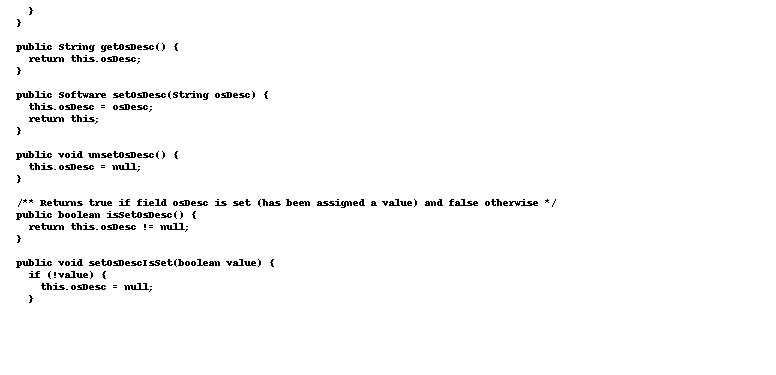 }
  }

  public String getOsDesc() {
    return this.osDesc;
  }

  public Software setOsDesc(String osDesc) {
    this.osDesc = osDesc;
    return this;
  }

  public void unsetOsDesc() {
    this.osDesc = null;
  }

  /** Returns true if field osDesc is set (has been assigned a value) and false otherwise */
  public boolean isSetOsDesc() {
    return this.osDesc != null;
  }

  public void setOsDescIsSet(boolean value) {
    if (!value) {
      this.osDesc = null;
    }